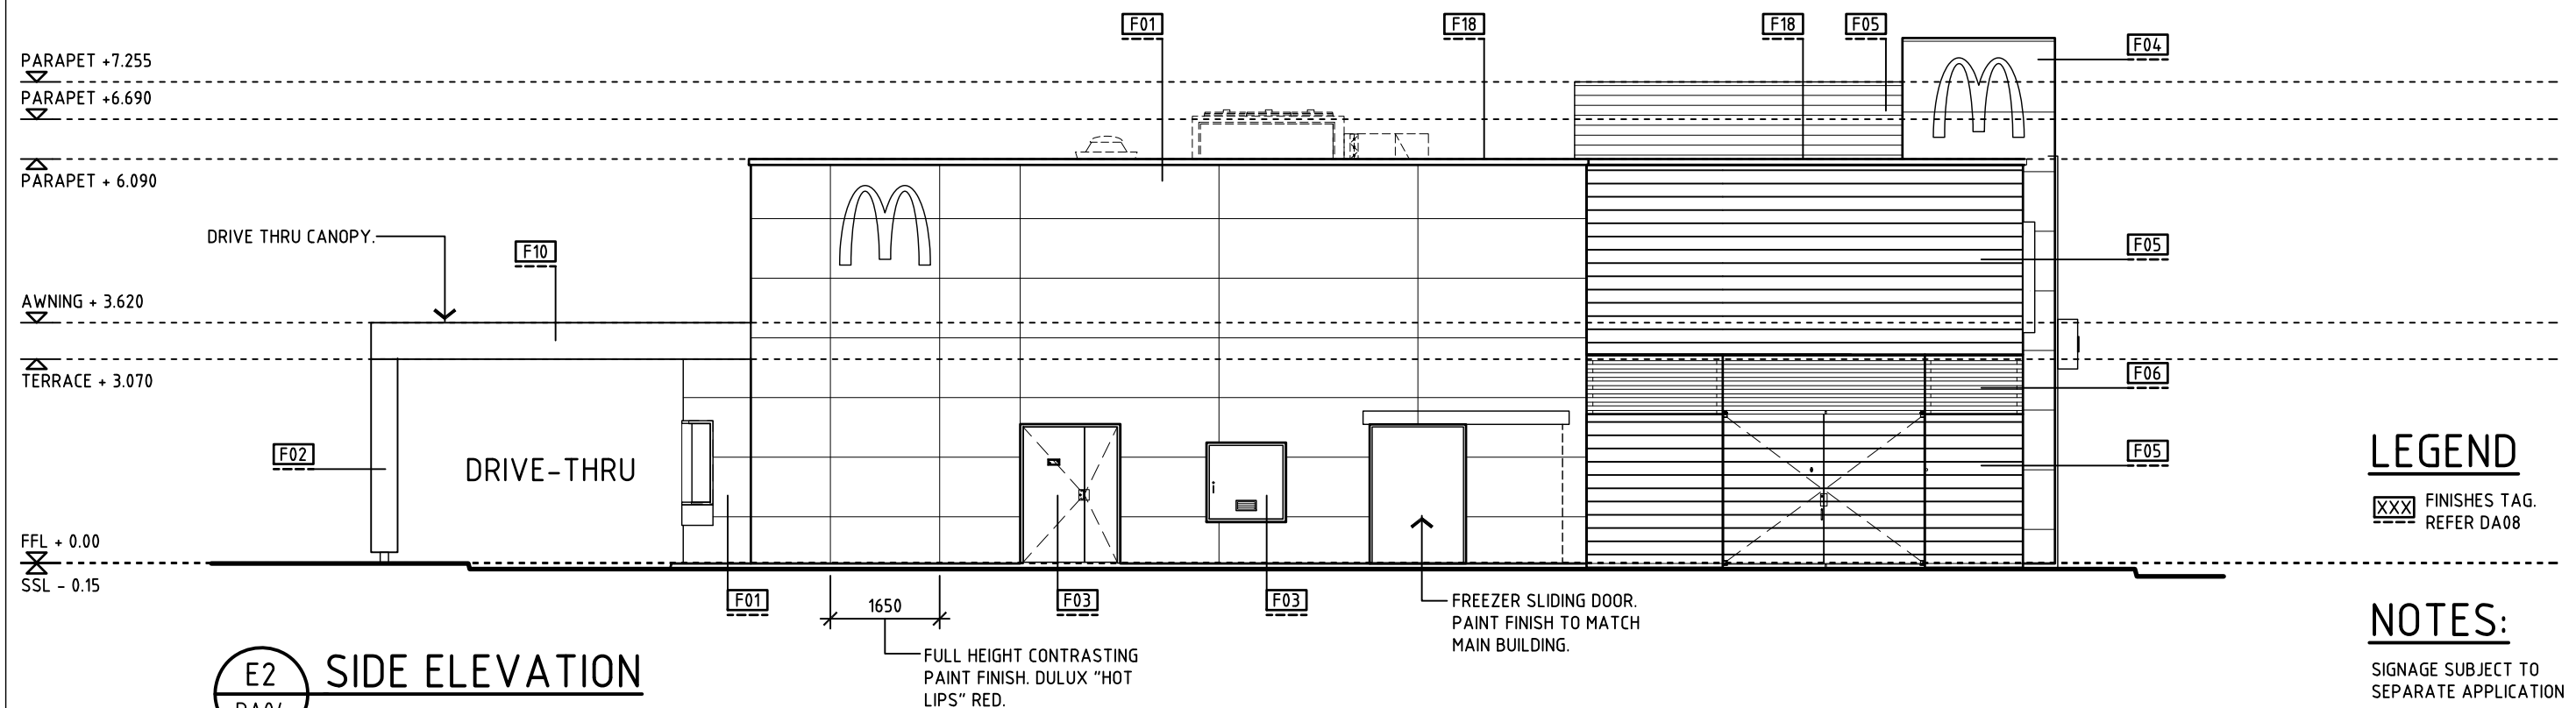 F01
F18
F18
F05
F04
PARAPET +7.255
PARAPET +6.690
PARAPET + 6.090
DRIVE THRU CANOPY.
F10
F05
AWNING + 3.620
TERRACE + 3.070
F06
F02
DRIVE-THRU
F05
LEGEND
XXX FINISHES TAG.
REFER DA08
FFL + 0.00
SSL - 0.15
F01
1650
F03
F03
FREEZER SLIDING DOOR.
PAINT FINISH TO MATCH
MAIN BUILDING.
FULL HEIGHT CONTRASTING
PAINT FINISH. DULUX "HOT
LIPS" RED.
NOTES:
SIGNAGE SUBJECT TO
SEPARATE APPLICATION
E2
SIDE ELEVATION